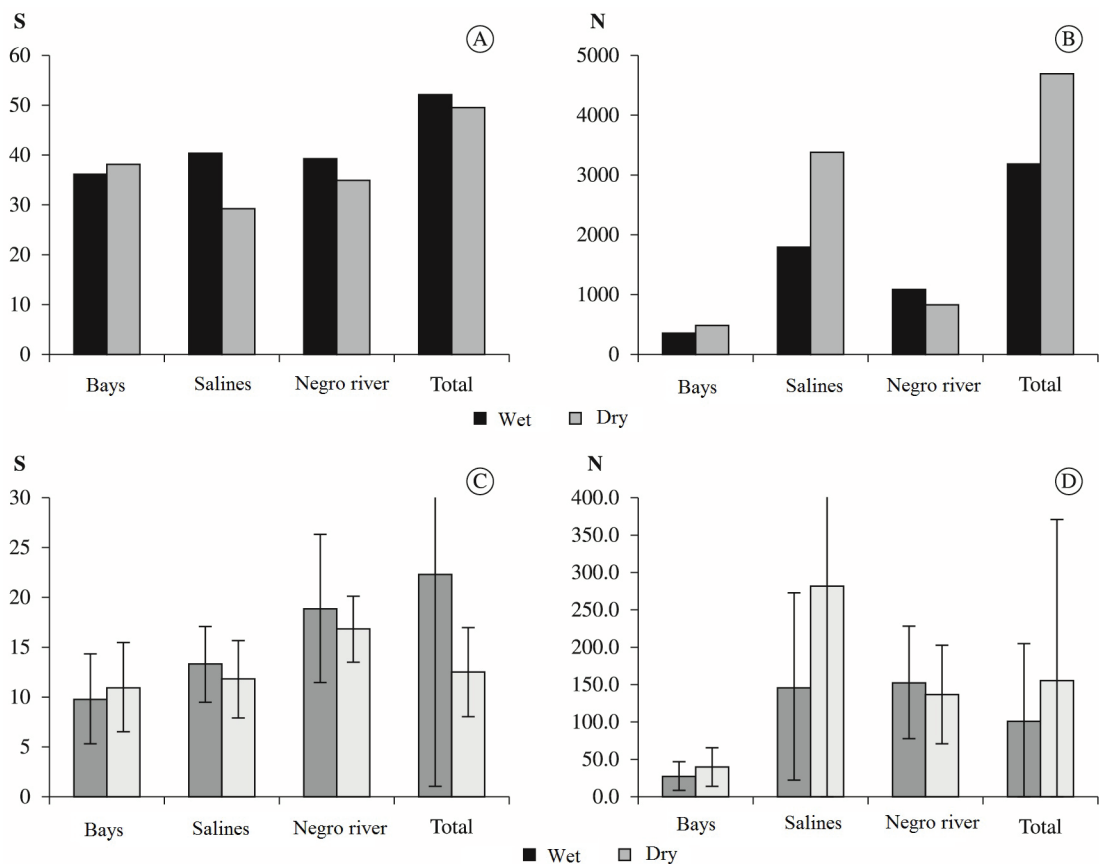 S
A
60
50
40
30
20
10
0
Bays Salines Negro river Total
N
B
5000
4000
3000
2000
1000
0
Bays Salines Negro river Total
Wet Dry
S
C
30
25
20
15
10
5
0
Bays Salines Negro river Total
N
D
400.0
350.0
300.0
250.0
200.0
150.0
100.0
50.0
0.0
Bays Salines Negro river Total
Wet Dry